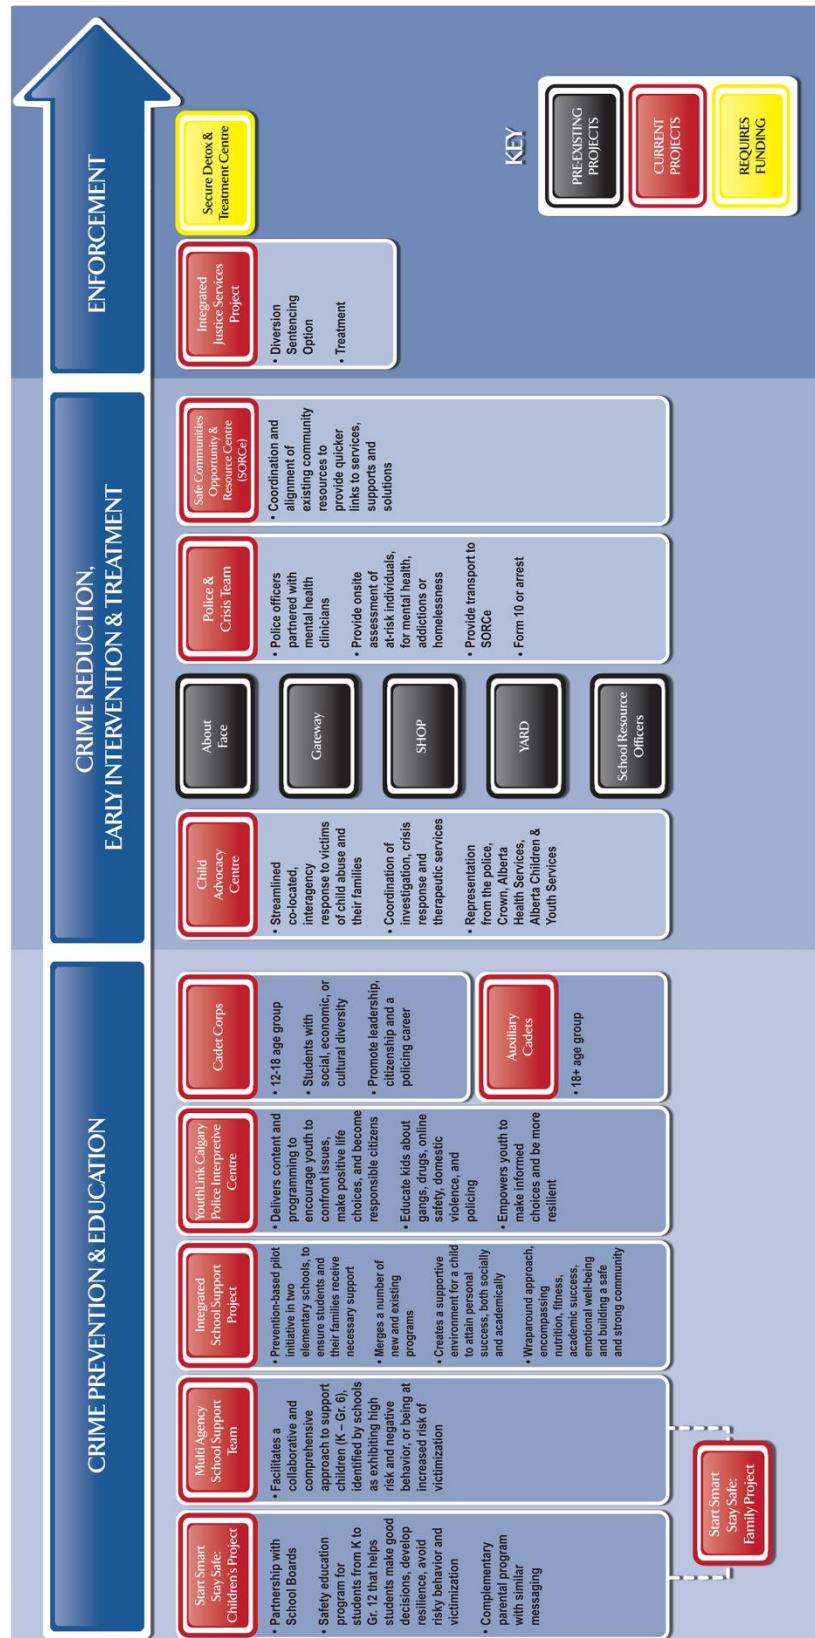 CRIME PREVENTION & EDUCATION
CRIME REDUCTION,
EARLY INTERVENTION & TREATMENT
ENFORCEMENT
Start Smart
Stay Safe:
Children's Project
• Partnership with
School Boards
• Safety education
program for
students from K to
Gr. 12 that helps
students make good
decisions, develop
resilience, avoid
risky behavior and
victimization
• Complementary
parental program
with similar
messaging
Multi Agency
School Support
Team
• Facilitates a
collaborative and
comprehensive
approach to support
children (K – Gr. 6),
identified by schools
as exhibiting high
risk and negative
behavior, or being at
increased risk of
victimization
Start Smart
Stay Safe:
Family Project
Integrated
School Support
Project
• Prevention-based pilot
initiative in two
elementary schools, to
ensure students and
their families receive
necessary support
• Merges a number of
new and existing
programs
• Creates a supportive
environment for a child
to attain personal
success, both socially
and academically
• Wraparound approach,
encompassing
nutrition, fitness,
academic success,
emotional well-being
and building a safe
and strong community
YouthLink Calgary
Police Interpretive
Centre
• Delivers content and
programming to
encourage youth to
confront issues,
make positive life
choices, and become
responsible citizens
• Educate kids about
gangs, drugs, online
safety, domestic
violence, and
policing
• Empowers youth to
make informed
choices and be more
resilient
Cadet Corps
• 12-18 age group
• Students with
social, economic, or
cultural diversity
• Promote leadership,
citizenship and a
policing career
Auxiliary
Cadets
• 18+ age group
Child
Advocacy
Centre
• Streamlined
co-located,
interagency
response to victims
of child abuse and
their families
• Coordination of
investigation, crisis
response and
therapeutic services
• Representation
from the police,
Crown, Alberta
Health Services,
Alberta Children &
Youth Services
About
Face
Gateway
SHOP
YARD
School Resource
Officers
Police &
Crisis Team
• Police officers
partnered with
mental health
clinicians
• Provide onsite
assessment of
at-risk individuals,
for mental health,
addictions or
homelessness
• Provide transport to
SORCe
• Form 10 or arrest
Safe Communities
Opportunity &
Resource Centre
(SORCe)
• Coordination and
alignment of
existing community
resources to
provide quicker
links to services,
supports and
solutions
Integrated
Justice Services
Project
• Diversion
Sentencing
Option
• Treatment
Secure Detox &
Treatment Centre
KEY
PRE-EXISTING
PROJECTS
CURRENT
PROJECTS
REQUIRES
FUNDING